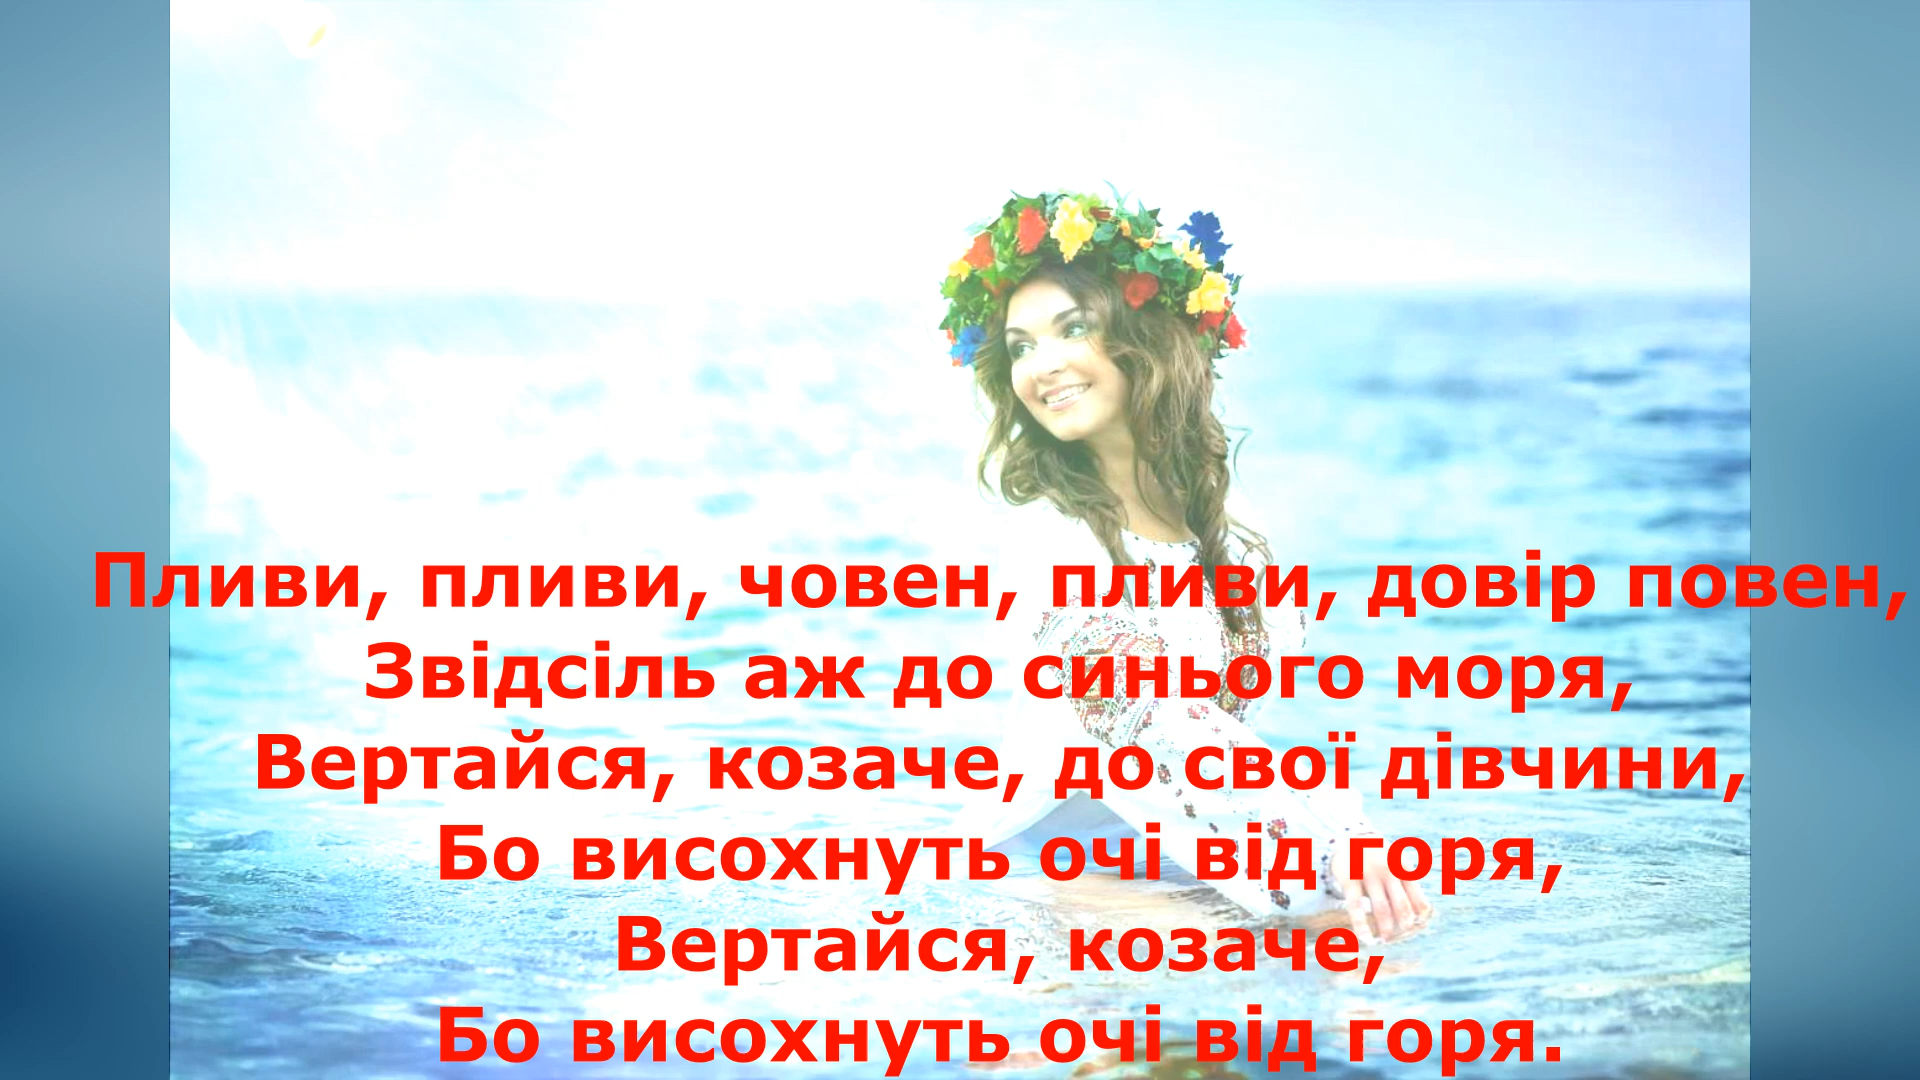 Пливи, пливи, човен, пливи, довір повен,
Звідсіль аж до синього моря,
Вертайся, козаче, до свої дівчини,
Бо висохнуть очі від горя,
Вертайся, козаче,
Бо висохнуть очі від горя.